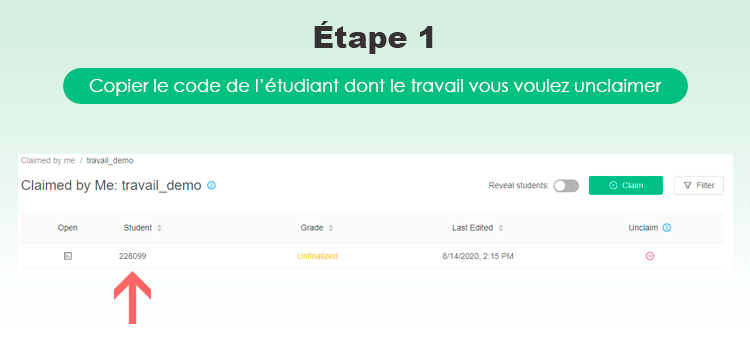 Étape 1
Copier le code de l'étudiant dont le travail vous voulez unclaimer
Claimed by me / travail_demo
Claimed by Me: travail_demo
Reveal students: Claim Filter
Open Student Grade Last Edited Unclaim
228099 Unfinalized 8/14/2020, 2:15 PM